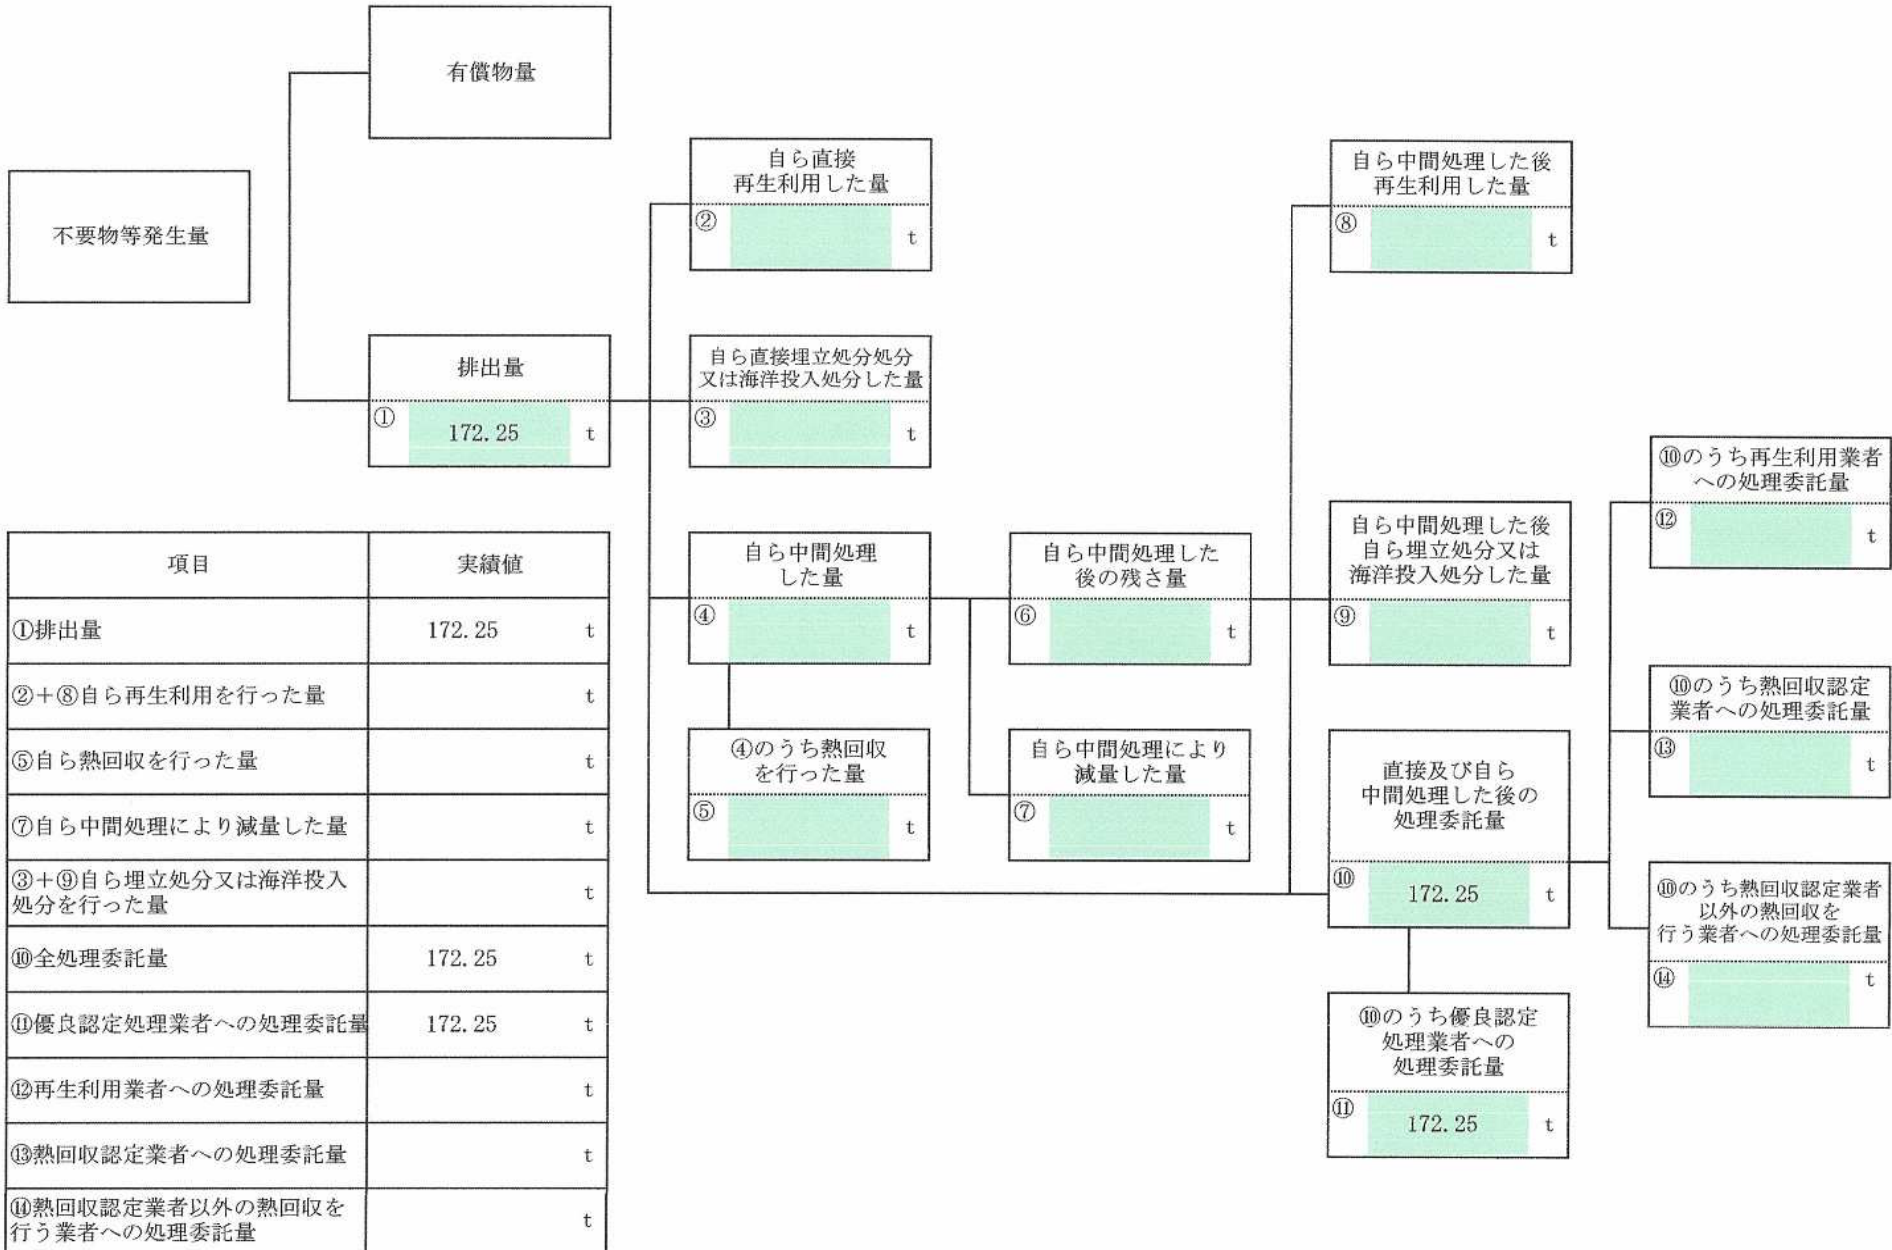 有償物量
不要物等発生量
排出量
①
172.25
t
自ら直接
再生利用した量
②
t
自ら直接埋立処分処分
又は海洋投入処分した量
③
t
自ら中間処理
した量
④
t
④のうち熱回収
を行った量
⑤
t
自ら中間処理した
後の残さ量
⑥
t
自ら中間処理により
減量した量
⑦
t
自ら中間処理した後
再生利用した量
⑧
t
自ら中間処理した後
自ら埋立処分又は
海洋投入処分した量
⑨
t
直接及び自ら
中間処理した後の
処理委託量
⑩
172.25
t
⑩のうち優良認定
処理業者への
処理委託量
⑪
172.25
t
⑩のうち再生利用業者
への処理委託量
⑫
t
⑩のうち熱回収認定
業者への処理委託量
⑬
t
⑩のうち熱回収認定業者
以外の熱回収を
行う業者への処理委託量
⑭
t
項目 実績値
①排出量 172.25 t
②+⑧自ら再生利用を行った量 t
⑤自ら熱回収を行った量 t
⑦自ら中間処理により減量した量 t
③+⑨自ら埋立処分又は海洋投入
処分を行った量 t
⑩全処理委託量 172.25 t
⑪優良認定処理業者への処理委託量 172.25 t
⑫再生利用業者への処理委託量 t
⑬熱回収認定業者への処理委託量 t
⑭熱回収認定業者以外の熱回収を
行う業者への処理委託量 t